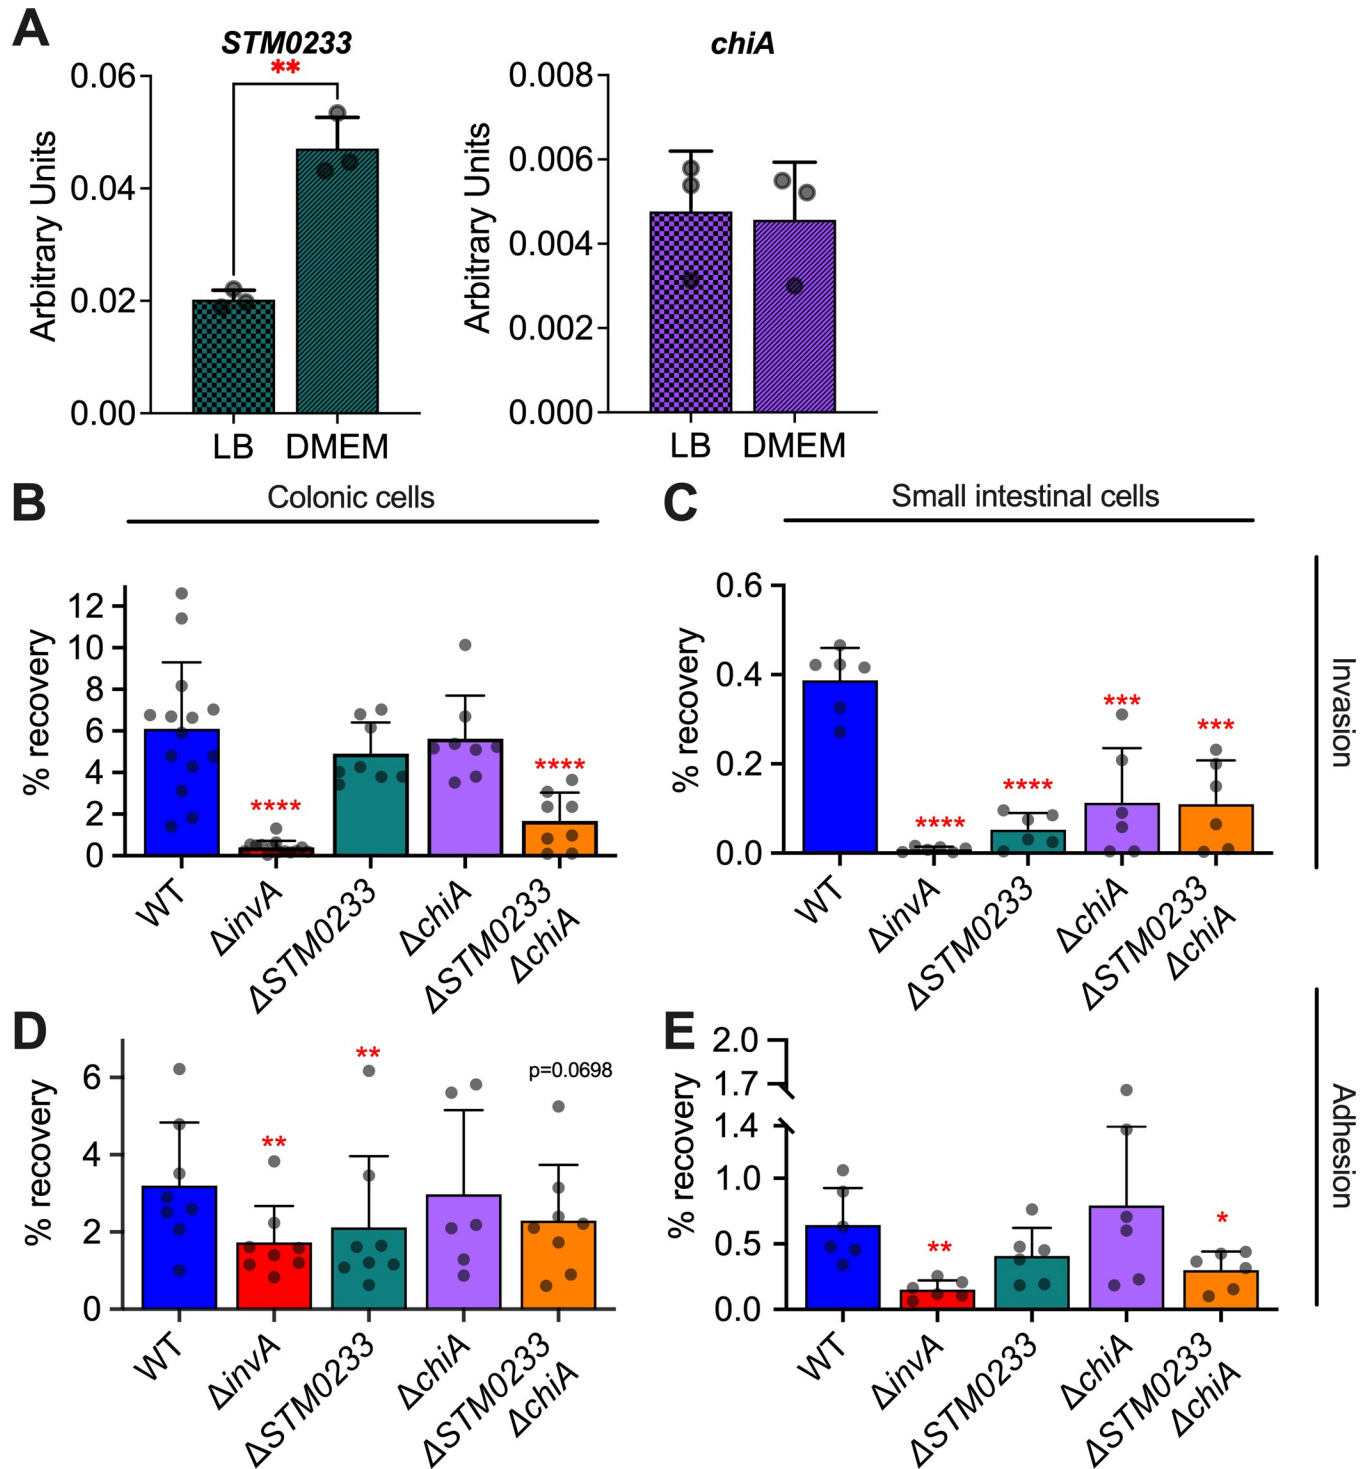 A
STM0233
**
0.06
0.04
0.02
0.00
Arbitrary Units
LB
DMEM
chiA
0.008
0.006
0.004
0.002
0.000
Arbitrary Units
LB
DMEM
B
Colonic cells
12
10
8
6
4
2
0
% recovery
****
****
WT
ΔinvA
ΔSTM0233
ΔchiA
ΔSTM0233
ΔchiA
C
Small intestinal cells
0.6
0.4
0.2
0.0
% recovery
****
****
***
***
WT
ΔinvA
ΔSTM0233
ΔchiA
ΔSTM0233
ΔchiA
Invasion
D
6
4
2
0
% recovery
**
**
p=0.0698
WT
ΔinvA
ΔSTM0233
ΔchiA
ΔSTM0233
ΔchiA
E
2.0
1.7
1.4
1.0
0.5
0.0
% recovery
**
*
WT
ΔinvA
ΔSTM0233
ΔchiA
ΔSTM0233
ΔchiA
Adhesion